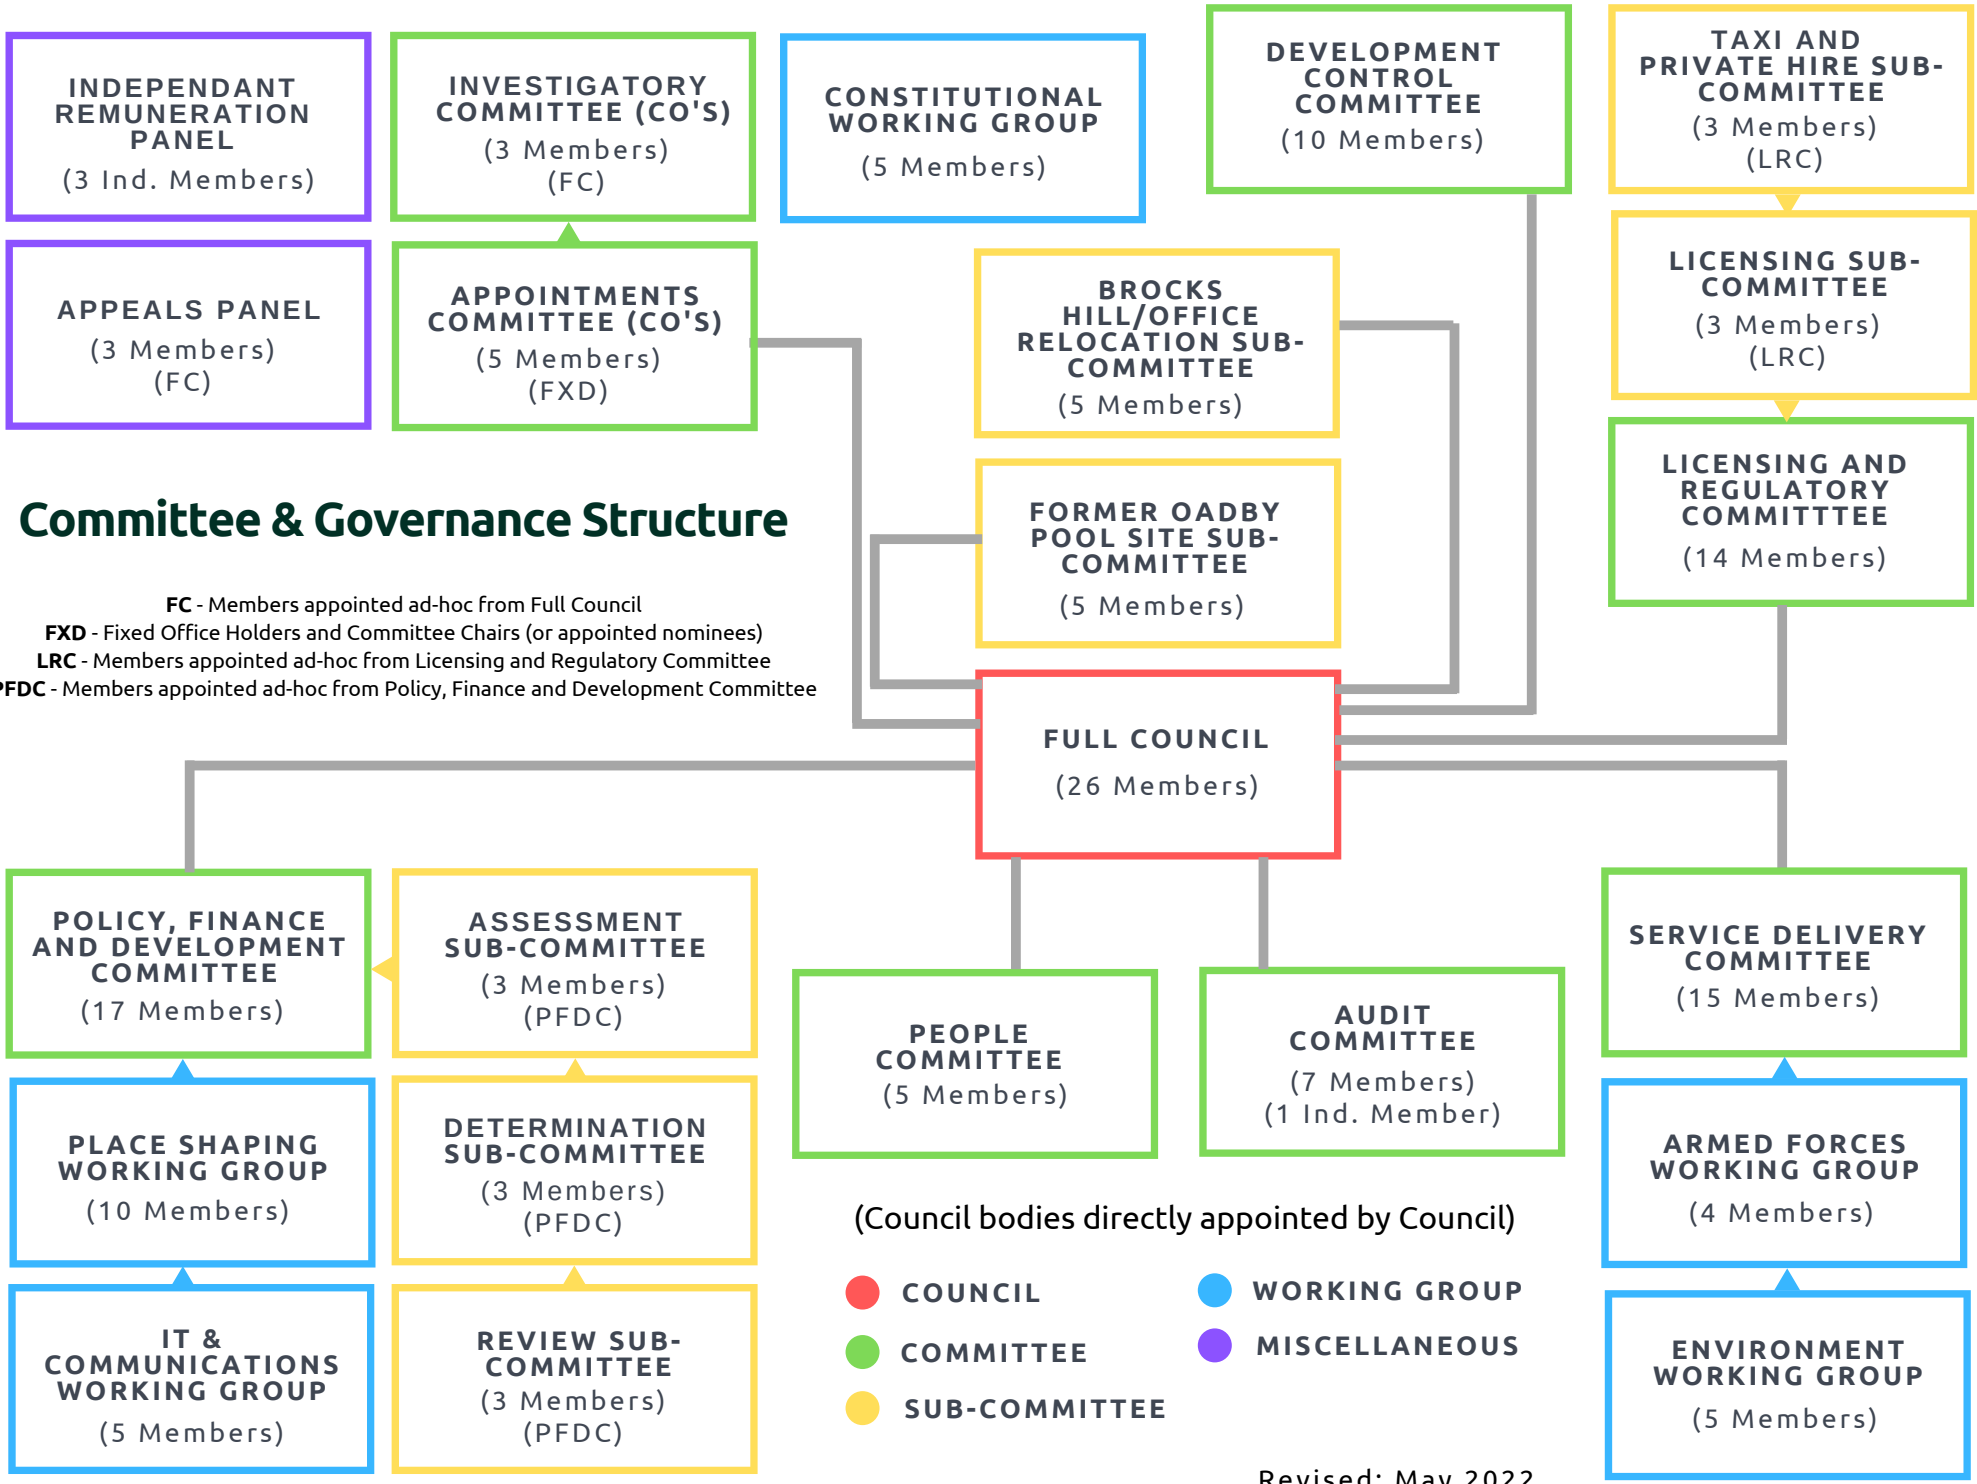 INDEPENDANT
REMUNERATION
PANEL
(3 Ind. Members)
INVESTIGATORY
COMMITTEE (CO'S)
(3 Members)
(FC)
CONSTITUTIONAL
WORKING GROUP
(5 Members)
DEVELOPMENT
CONTROL
COMMITTEE
(10 Members)
TAXI AND
PRIVATE HIRE SUB-
COMMITTEE
(3 Members)
(LRC)
APPEALS PANEL
(3 Members)
(FC)
APPOINTMENTS
COMMITTEE (CO'S)
(5 Members)
(FXD)
BROCKS
HILL/OFFICE
RELOCATION SUB-
COMMITTEE
(5 Members)
LICENSING SUB-
COMMITTEE
(3 Members)
(LRC)
Committee & Governance Structure
FC - Members appointed ad-hoc from Full Council
FXD - Fixed Office Holders and Committee Chairs (or appointed nominees)
LRC - Members appointed ad-hoc from Licensing and Regulatory Committee
PFDC - Members appointed ad-hoc from Policy, Finance and Development Committee
FORMER OADBY
POOL SITE SUB-
COMMITTEE
(5 Members)
LICENSING AND
REGULATORY
COMMITTTEE
(14 Members)
FULL COUNCIL
(26 Members)
POLICY, FINANCE
AND DEVELOPMENT
COMMITTEE
(17 Members)
ASSESSMENT
SUB-COMMITTEE
(3 Members)
(PFDC)
PEOPLE
COMMITTEE
(5 Members)
AUDIT
COMMITTEE
(7 Members)
(1 Ind. Member)
SERVICE DELIVERY
COMMITTEE
(15 Members)
PLACE SHAPING
WORKING GROUP
(10 Members)
DETERMINATION
SUB-COMMITTEE
(3 Members)
(PFDC)
ARMED FORCES
WORKING GROUP
(4 Members)
IT &
COMMUNICATIONS
WORKING GROUP
(5 Members)
REVIEW SUB-
COMMITTEE
(3 Members)
(PFDC)
ENVIRONMENT
WORKING GROUP
(5 Members)
(Council bodies directly appointed by Council)
COUNCIL
COMMITTEE
SUB-COMMITTEE
WORKING GROUP
MISCELLANEOUS
Revised: May 2022